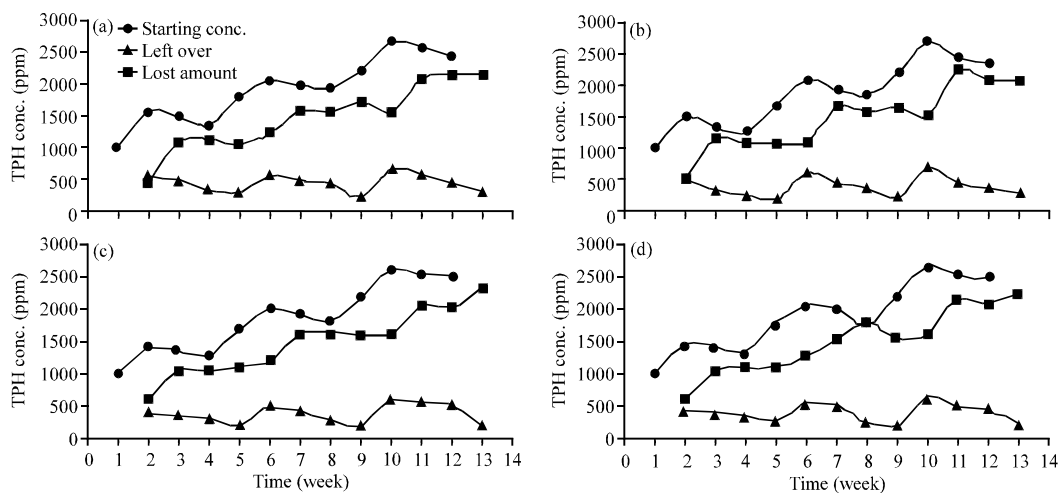 (a)
Starting conc.
Left over
Lost amount
TPH conc. (ppm)
3000
2500
2000
1500
1000
500
0
(b)
TPH conc. (ppm)
3000
2500
2000
1500
1000
500
0
(c)
TPH conc. (ppm)
3000
2500
2000
1500
1000
500
0
0 1 2 3 4 5 6 7 8 9 10 11 12 13 14
Time (week)
(d)
TPH conc. (ppm)
3000
2500
2000
1500
1000
500
0
0 1 2 3 4 5 6 7 8 9 10 11 12 13 14
Time (week)